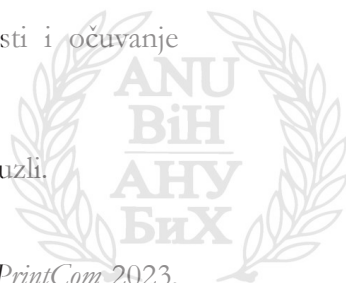 sti i očuvanje
ANU
BiH
АНУ
БиХ
uzli.
PrintCom 2023.